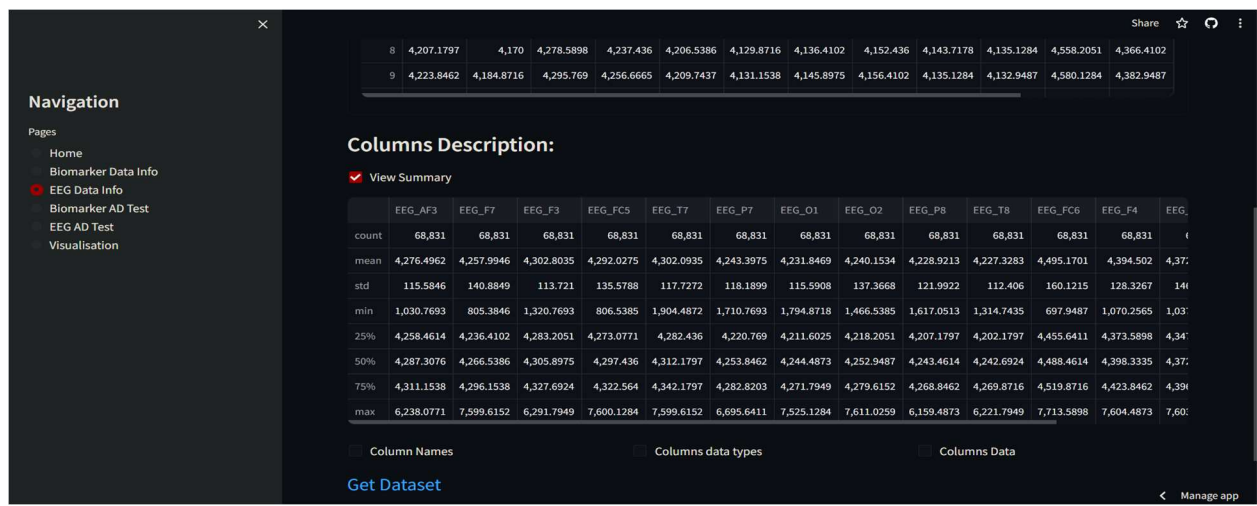 Share
8 4,207.1797 4,170 4,278.5898 4,237.436 4,206.5386 4,129.8716 4,136.4102 4,152.436 4,143.7178 4,135.1284 4,558.2051 4,366.4102
9 4,223.8462 4,184.8716 4,295.769 4,256.6665 4,209.7437 4,131.1538 4,145.8975 4,156.4102 4,135.1284 4,132.9487 4,580.1284 4,382.9487
Navigation
Pages
Home
Biomarker Data Info
EEG Data Info
Biomarker AD Test
EEG AD Test
Visualisation
Columns Description:
View Summary
EEG_AF3 EEG_F7 EEG_F3 EEG_FC5 EEG_T7 EEG_P7 EEG_O1 EEG_O2 EEG_P8 EEG_T8 EEG_FC6 EEG_F4 EEG_
count 68,831 68,831 68,831 68,831 68,831 68,831 68,831 68,831 68,831 68,831 68,831 68,831
mean 4,276.4962 4,257.9946 4,302.8035 4,292.0275 4,302.0935 4,243.3975 4,231.8469 4,240.1534 4,228.9213 4,227.3283 4,495.1701 4,394.502 4,372
std 115.5846 140.8849 113.721 135.5788 117.7272 118.1899 115.5908 137.3668 121.9922 112.406 160.1215 128.3267 146
min 1,030.7693 805.3846 1,320.7693 806.5385 1,904.4872 1,710.7693 1,794.8718 1,466.5385 1,617.0513 1,314.7435 697.9487 1,070.2565 1,03
25% 4,258.4614 4,236.4102 4,283.2051 4,273.0771 4,282.436 4,220.769 4,211.6025 4,218.2051 4,207.1797 4,202.1797 4,455.6411 4,373.5898 4,34
50% 4,287.3076 4,266.5386 4,305.8975 4,297.436 4,312.1797 4,253.8462 4,244.4873 4,252.9487 4,243.4614 4,242.6924 4,488.4614 4,398.3335 4,372
75% 4,311.1538 4,296.1538 4,327.6924 4,322.564 4,342.1797 4,282.8203 4,271.7949 4,279.6152 4,268.8462 4,269.8716 4,519.8716 4,423.8462 4,396
max 6,238.0771 7,599.6152 6,291.7949 7,600.1284 7,599.6152 6,695.6411 7,525.1284 7,611.0259 6,159.4873 6,221.7949 7,713.5898 7,604.4873 7,603
Column Names Columns data types Columns Data
Get Dataset
Manage app